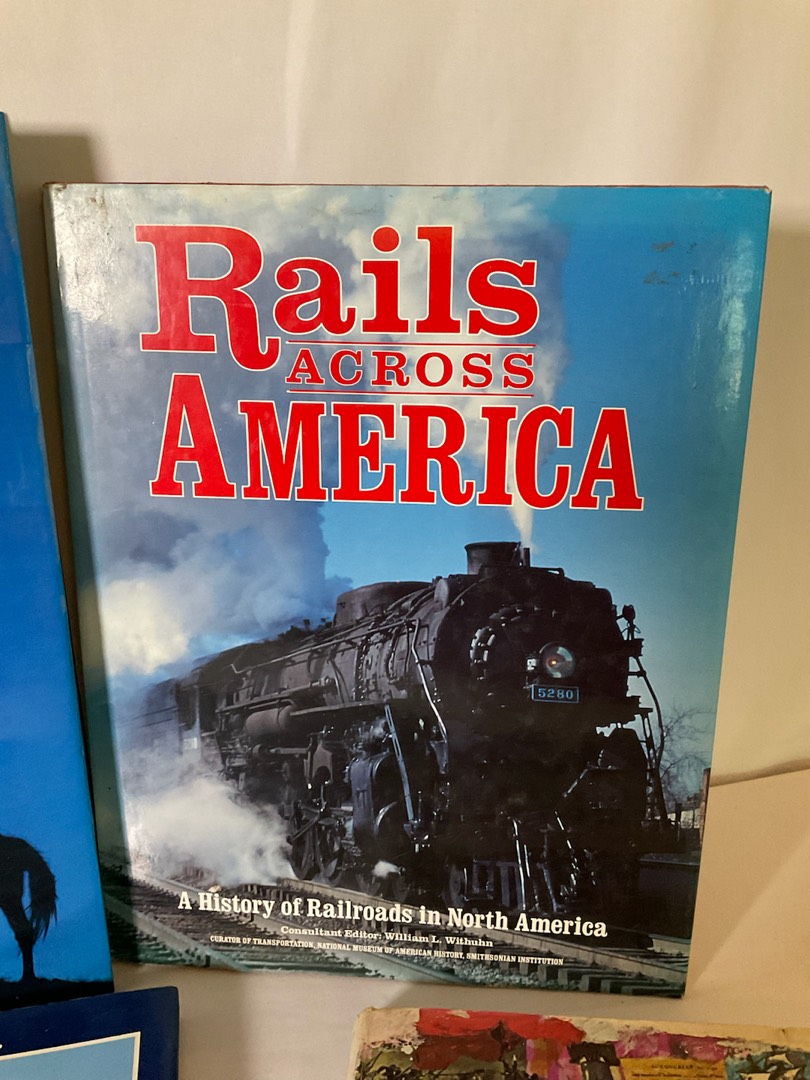 Rails
ACROSS
AMERICA
5280
A History of Railroads in North America
Consultant Editor: William L. Withuhn
CURATOR OF TRANSPORTATION, NATIONAL MUSEUM OF AMERICAN HISTORY, SMITHSONIAN INSTITUTION